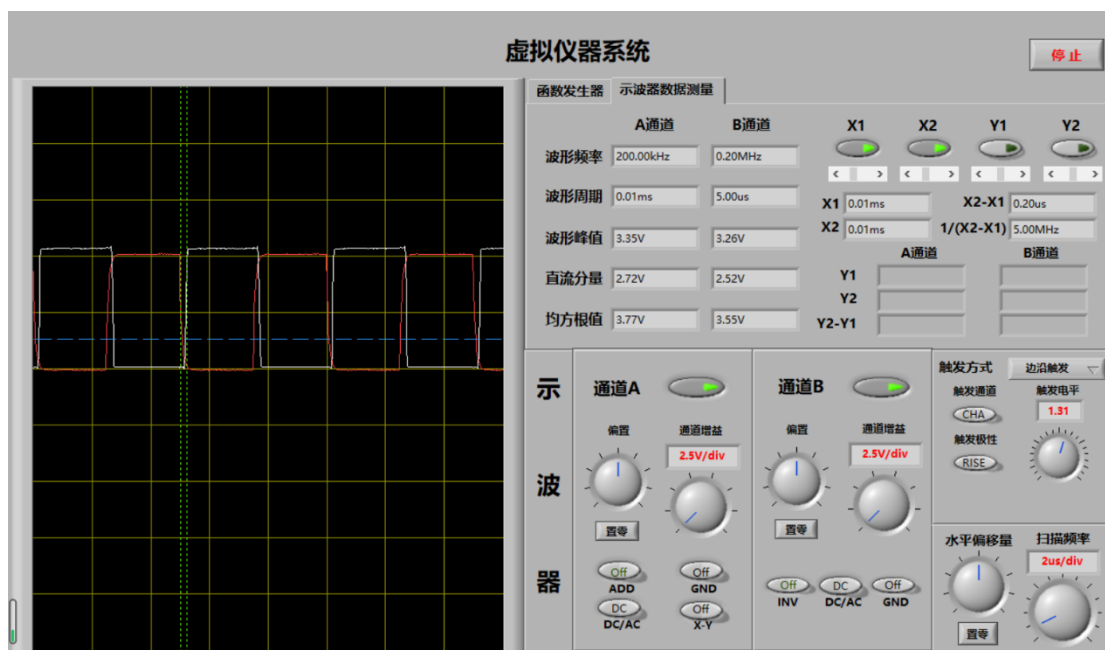 虚拟仪器系统
停 止
函数发生器 示波器数据测量
A通道 B通道
波形频率 200.00kHz 0.20MHz
波形周期 0.01ms 5.00us
波形峰值 3.35V 3.26V
直流分量 2.72V 2.52V
均方根值 3.77V 3.55V
X1 X2 Y1 Y2
X1 0.01ms X2-X1 0.20us
X2 0.01ms 1/(X2-X1) 5.00MHz
A通道 B通道
Y1
Y2
Y2-Y1
示
波
器
通道A
偏置 通道增益
2.5V/div
置零
Off Off
ADD GND
DC Off
DC/AC X-Y
通道B
偏置 通道增益
2.5V/div
置零
Off DC Off
INV DC/AC GND
触发方式 边沿触发
触发通道 触发电平
CHA 1.31
触发极性
RISE
水平偏移量 扫描频率
2us/div
置零